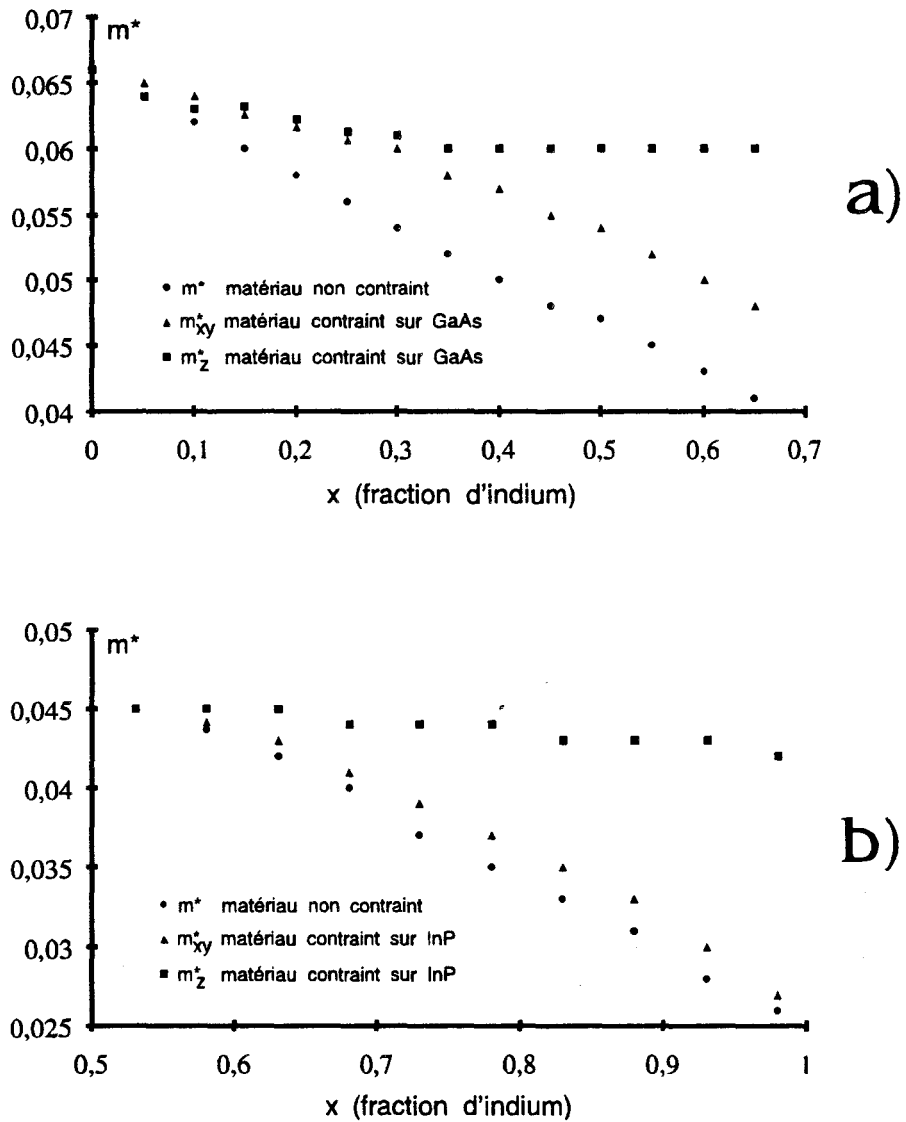 0,07
m*
0,065
0,06
0,055
0,05
0,045
0,04
a)
m* matériau non contraint
m*xy matériau contraint sur GaAs
m*z matériau contraint sur GaAs
0 0,1 0,2 0,3 0,4 0,5 0,6 0,7
x (fraction d'indium)
0,05
m*
0,045
0,04
0,035
0,03
0,025
b)
m* matériau non contraint
m*xy matériau contraint sur InP
m*z matériau contraint sur InP
0,5 0,6 0,7 0,8 0,9 1
x (fraction d'indium)